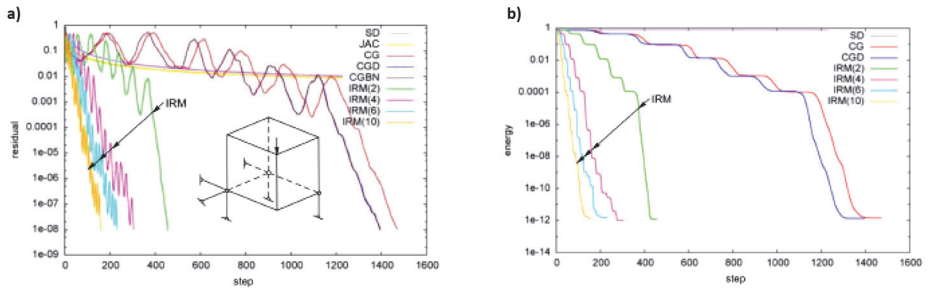 a)
1
0.1
0.01
0.001
0.0001
1e-05
1e-06
1e-07
1e-08
1e-09
residual
0 200 400 600 800 1000 1200 1400 1600
step
SD
JAC
CG
CGD
CGBN
IRM(2)
IRM(4)
IRM(6)
IRM(10)
IRM
b)
1
0.01
0.0001
1e-06
1e-08
1e-10
1e-12
1e-14
energy
0 200 400 600 800 1000 1200 1400 1600
step
SD
CG
CGD
IRM(2)
IRM(4)
IRM(6)
IRM(10)
IRM